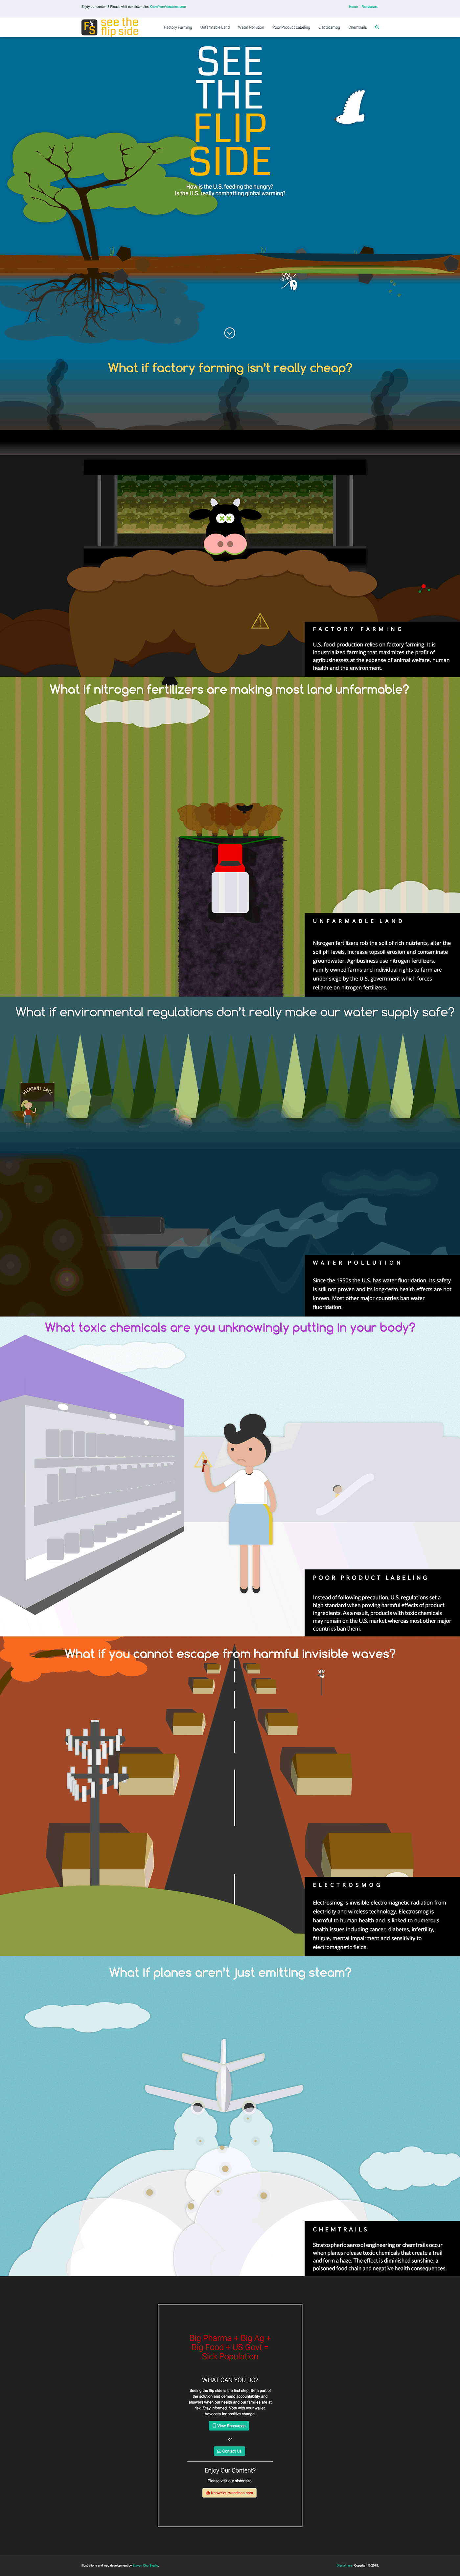 Enjoy our content? Please visit our sister site: KnowYourVaccines.com!
Home Resources
F S see the
flip side
Factory Farming Unfarmable Land Water Pollution Poor Product Labeling Electrosmog Chemtrails
SEE
THE
FLIP
SIDE
How is the U.S. feeding the hungry?
Is the U.S. really combatting global warming?
What if factory farming isn't really cheap?
FACTORY FARMING
U.S. food production relies on factory farming. It is
industrialized farming that maximizes the profit of
agribusinesses at the expense of animal welfare, human
health and the environment.
What if nitrogen fertilizers are making most land unfarmable?
UNFARMABLE LAND
Nitrogen fertilizers rob the soil of rich nutrients, alter the
soil pH levels, increase topsoil erosion and contaminate
groundwater. Agribusiness use nitrogen fertilizers.
Family owned farms and individual rights to farm are
under siege by the U.S. government which forces
reliance on nitrogen fertilizers.
What if environmental regulations don't really make our water supply safe?
PLEASANT LAKE
WATER POLLUTION
Since the 1950s the U.S. has water fluoridation. Its safety
is still not proven and its long-term health effects are not
known. Most other major countries ban water
fluoridation.
What toxic chemicals are you unknowingly putting in your body?
POOR PRODUCT LABELING
Instead of following precaution, U.S. regulations set a
high standard when proving harmful effects of product
ingredients. As a result, products with toxic chemicals
may remain on the U.S. market whereas most other major
countries ban them.
What if you cannot escape from harmful invisible waves?
ELECTROSMOG
Electrosmog is invisible electromagnetic radiation from
electricity and wireless technology. Electrosmog is
harmful to human health and is linked to numerous
health issues including cancer, diabetes, infertility,
fatigue, mental impairment and sensitivity to
electromagnetic fields.
What if planes aren't just emitting steam?
CHEMTRAILS
Stratospheric aerosol engineering or chemtrails occur
when planes release toxic chemicals that create a trail
and form a haze. The effect is diminished sunshine, a
poisoned food chain and negative health consequences.
Big Pharma + Big Ag +
Big Food + US Govt =
Sick Population
WHAT CAN YOU DO?
Seeing the flip side is the first step. Be a part of
the solution and demand accountability and
answers when our health and our families are at
risk. Stay informed. Vote with your wallet.
Advocate for positive change.
View Resources
or
Contact Us
Enjoy Our Content?
Please visit our sister site:
KnowYourVaccines.com
Illustrations and web development by
Disclaimers. Copyright © 2015.